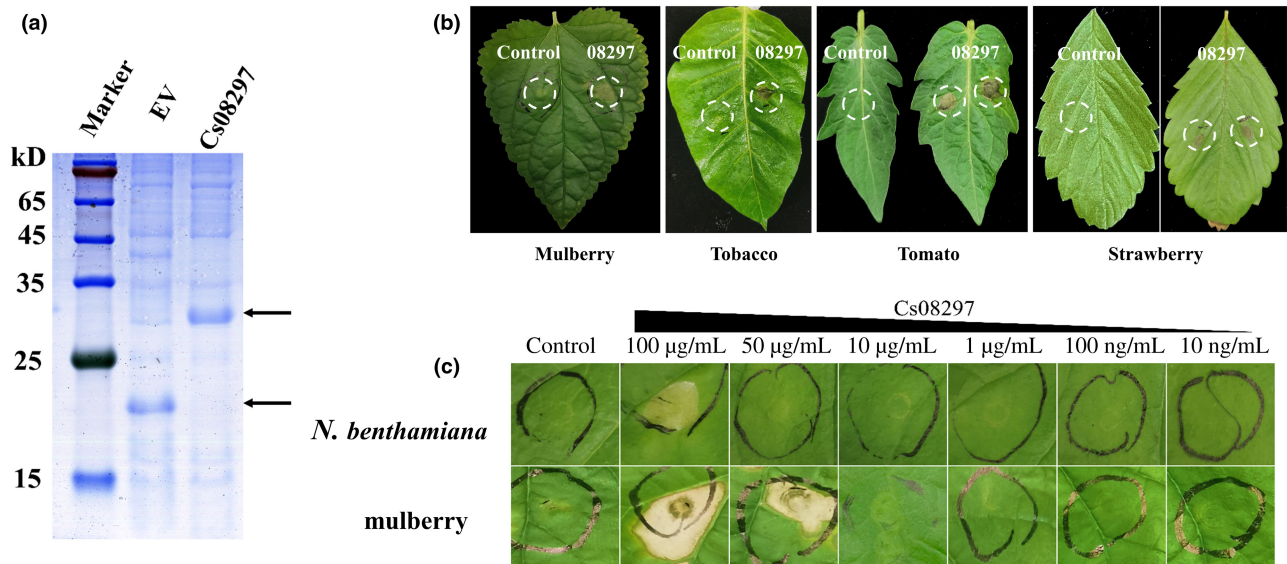 (a)
Marker
EV
Cs08297
kD
65
45
35
25
15
(b)
Control 08297
Control 08297
Control 08297
Control 08297
Mulberry Tobacco Tomato Strawberry
Cs08297
(c)
Control 100 µg/mL 50 µg/mL 10 µg/mL 1 µg/mL 100 ng/mL 10 ng/mL
N. benthamiana
mulberry